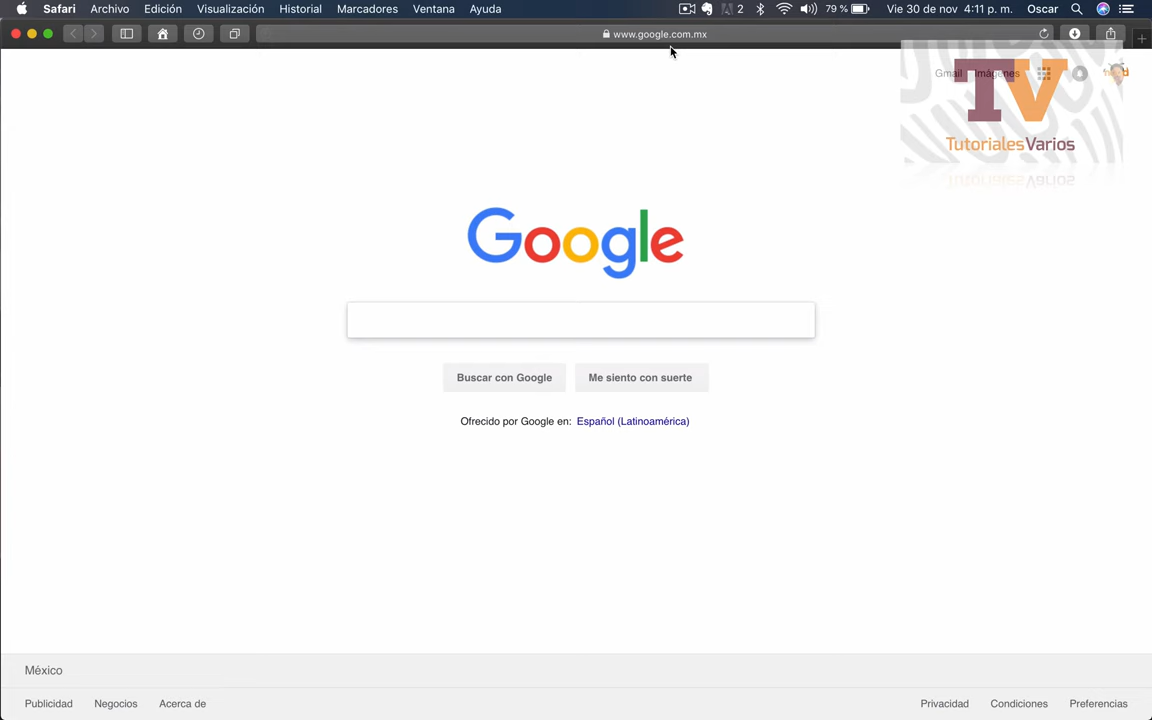 Safari Archivo Edición Visualización Historial Marcadores Ventana Ayuda 2 79 % Vie 30 de nov 4:11 p. m. Oscar
www.google.com.mx
Gmail Imágenes
TV
TutorialesVarios
Google
Buscar con Google Me siento con suerte
Ofrecido por Google en: Español (Latinoamérica)
México
Publicidad Negocios Acerca de Privacidad Condiciones Preferencias